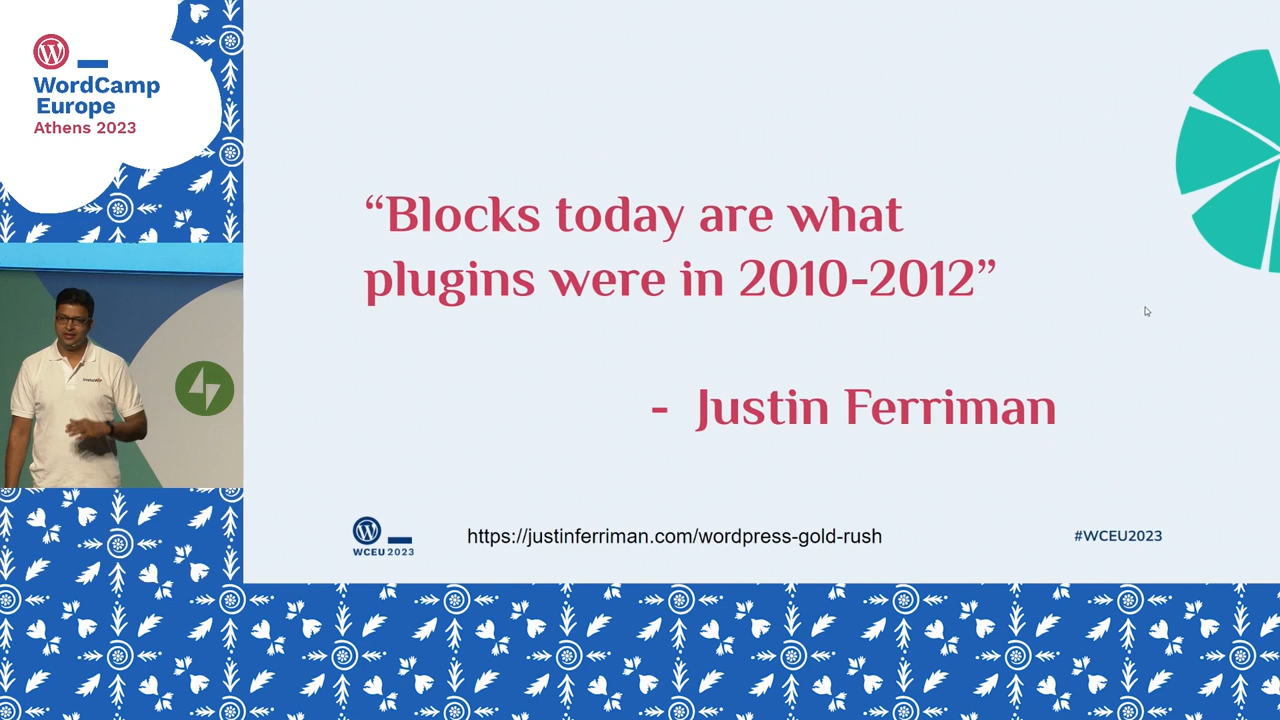 WordCamp
Europe
Athens 2023
“Blocks today are what
plugins were in 2010-2012”
- Justin Ferriman
WCEU 2023
https://justinferriman.com/wordpress-gold-rush
#WCEU2023